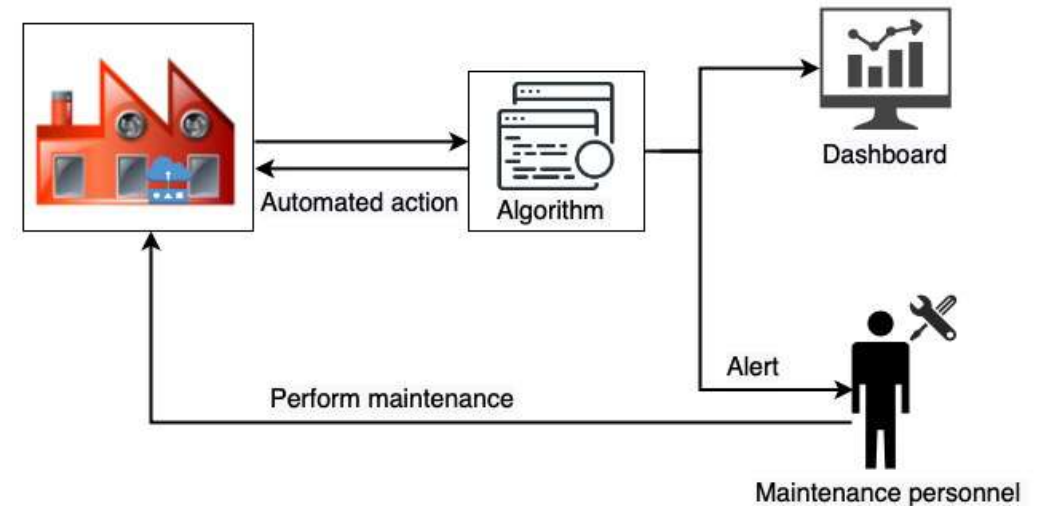 Dashboard
Automated action
Algorithm
Alert
Perform maintenance
Maintenance personnel